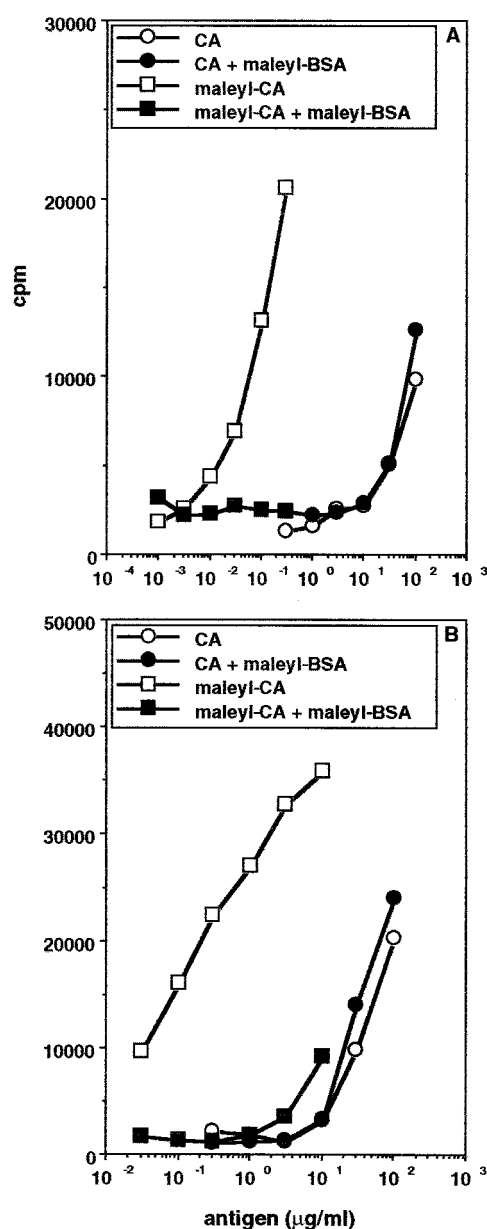 30000
A
CA
CA + maleyl-BSA
maleyl-CA
maleyl-CA + maleyl-BSA
20000
cpm
10000
0
10 -4 10 -3 10 -2 10 -1 10 0 10 1 10 2 10 3
50000
B
CA
CA + maleyl-BSA
maleyl-CA
maleyl-CA + maleyl-BSA
40000
30000
20000
10000
0
10 -2 10 -1 10 0 10 1 10 2 10 3
antigen (µg/ml)